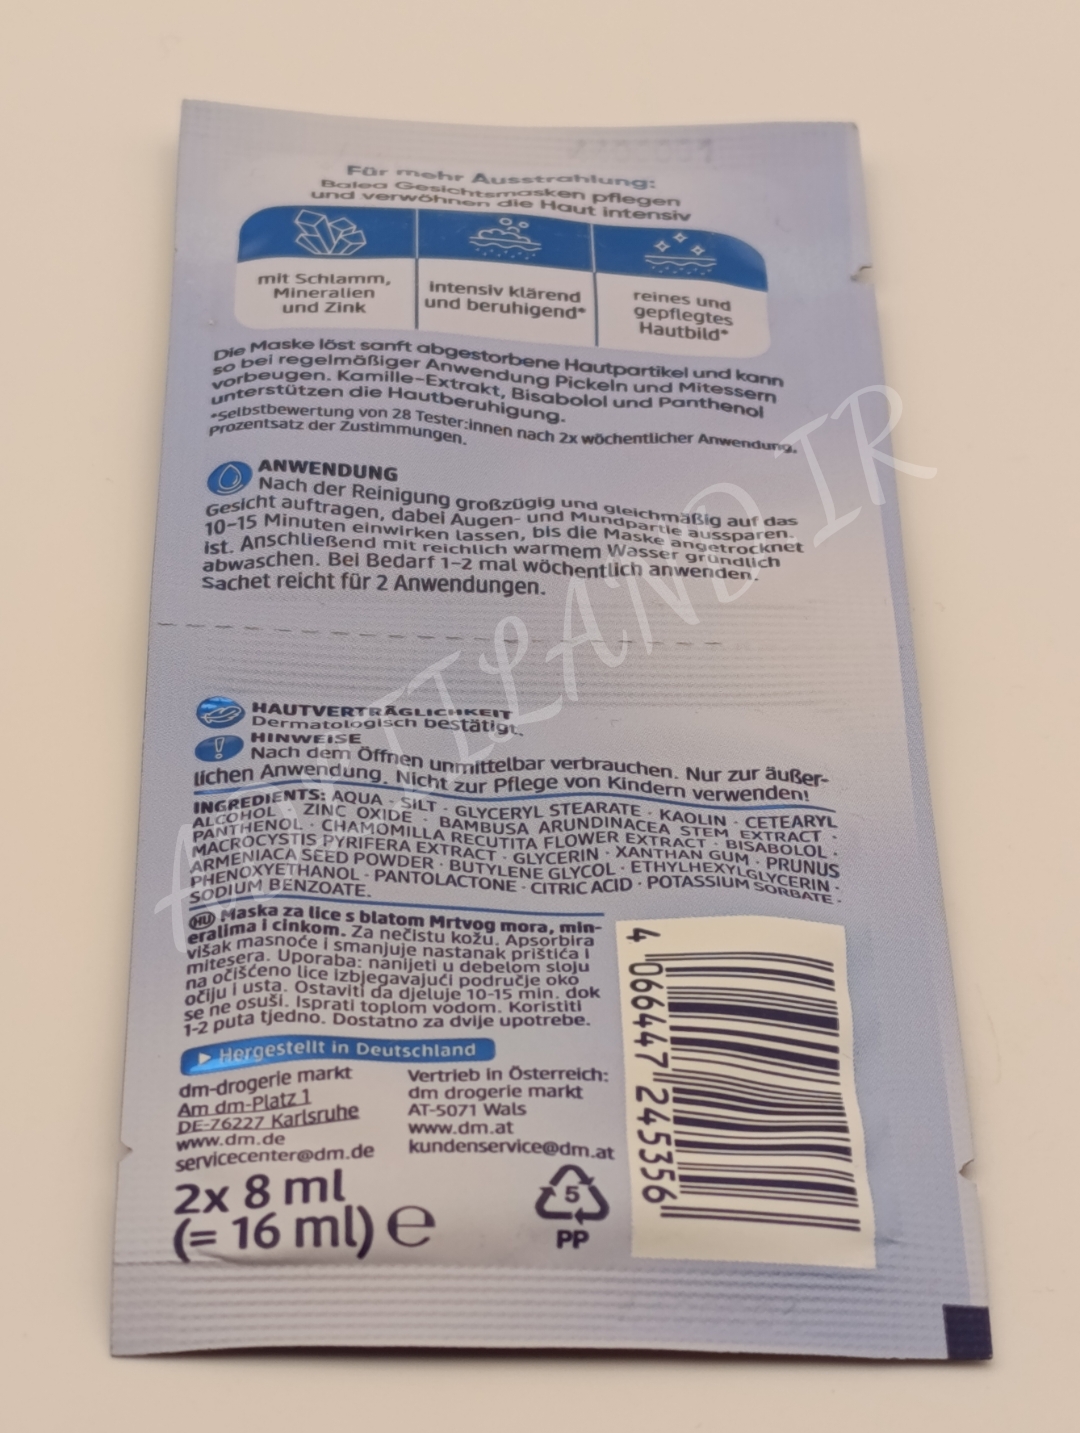 Für mehr Ausstrahlung:
Balea Gesichtsmasken pflegen
und verwöhnen die Haut intensiv
mit Schlamm,
Mineralien
und Zink
intensiv klärend
und beruhigend*
reines und
gepflegtes
Hautbild*
Die Maske löst sanft abgestorbene Hautpartikel und kann
so bei regelmäßiger Anwendung Pickeln und Mitessern
vorbeugen. Kamille-Extrakt, Bisabolol und Panthenol
unterstützen die Hautberuhigung.
*Selbstbewertung von 28 Tester:innen nach 2x wöchentlicher Anwendung,
Prozentsatz der Zustimmungen.
ANWENDUNG
Nach der Reinigung großzügig und gleichmäßig auf das
Gesicht auftragen, dabei Augen- und Mundpartie aussparen.
10-15 Minuten einwirken lassen, bis die Maske angetrocknet
ist. Anschließend mit reichlich warmem Wasser gründlich
abwaschen. Bei Bedarf 1-2 mal wöchentlich anwenden.
Sachet reicht für 2 Anwendungen.
HAUTVERTRÄGLICHKEIT
Dermatologisch bestätigt.
HINWEISE
Nach dem Öffnen unmittelbar verbrauchen. Nur zur äußer-
lichen Anwendung. Nicht zur Pflege von Kindern verwenden!
INGREDIENTS: AQUA · SILT · GLYCERYL STEARATE · KAOLIN · CETEARYL
ALCOHOL · ZINC OXIDE · BAMBUSA ARUNDINACEA STEM EXTRACT ·
PANTHENOL · CHAMOMILLA RECUTITA FLOWER EXTRACT · BISABOLOL ·
MACROCYSTIS PYRIFERA EXTRACT · GLYCERIN · XANTHAN GUM · PRUNUS
ARMENIACA SEED POWDER · BUTYLENE GLYCOL · ETHYLHEXYLGLYCERIN ·
PHENOXYETHANOL · PANTOLACTONE · CITRIC ACID · POTASSIUM SORBATE ·
SODIUM BENZOATE.
HU Maska za lice s blatom Mrtvog mora, min-
eralima i cinkom. Za nečistu kožu. Apsorbira
višak masnoće i smanjuje nastanak prištića i
mitesera. Uporaba: nanijeti u debelom sloju
na očišćeno lice izbjegavajući područje oko
očiju i usta. Ostaviti da djeluje 10-15 min. dok
se ne osuši. Isprati toplom vodom. Koristiti
1-2 puta tjedno. Dostatno za dvije upotrebe.
Hergestellt in Deutschland
dm-drogerie markt
Am dm-Platz 1
DE-76227 Karlsruhe
www.dm.de
servicecenter@dm.de
Vertrieb in Österreich:
dm drogerie markt
AT-5071 Wals
www.dm.at
kundenservice@dm.at
2x 8 ml
(= 16 ml) e
5
PP
4 066447 245356